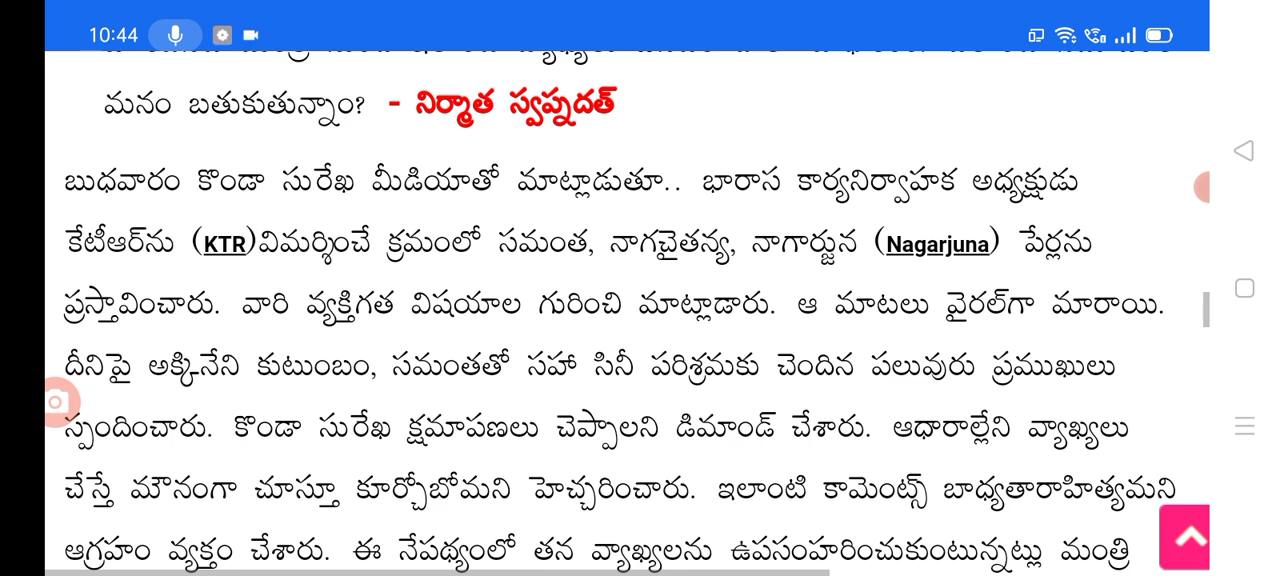 10:44
మనం బతుకుతున్నాం? - నిర్మాత స్వప్నదత్
బుధవారం కొండా సురేఖ మీడియాతో మాట్లాడుతూ.. భారాస కార్యనిర్వాహక అధ్యక్షుడు
కేటీఆర్‌ను (KTR)విమర్శించే క్రమంలో సమంత, నాగచైతన్య, నాగార్జున (Nagarjuna) పేర్లను
ప్రస్తావించారు. వారి వ్యక్తిగత విషయాల గురించి మాట్లాడారు. ఆ మాటలు వైరల్‌గా మారాయి.
దీనిపై అక్కినేని కుటుంబం, సమంతతో సహా సినీ పరిశ్రమకు చెందిన పలువురు ప్రముఖులు
స్పందించారు. కొండా సురేఖ క్షమాపణలు చెప్పాలని డిమాండ్ చేశారు. ఆధారాల్లేని వ్యాఖ్యలు
చేస్తే మౌనంగా చూస్తూ కూర్చోబోమని హెచ్చరించారు. ఇలాంటి కామెంట్స్ బాధ్యతారాహిత్యమని
ఆగ్రహం వ్యక్తం చేశారు. ఈ నేపథ్యంలో తన వ్యాఖ్యలను ఉపసంహరించుకుంటున్నట్లు మంత్రి